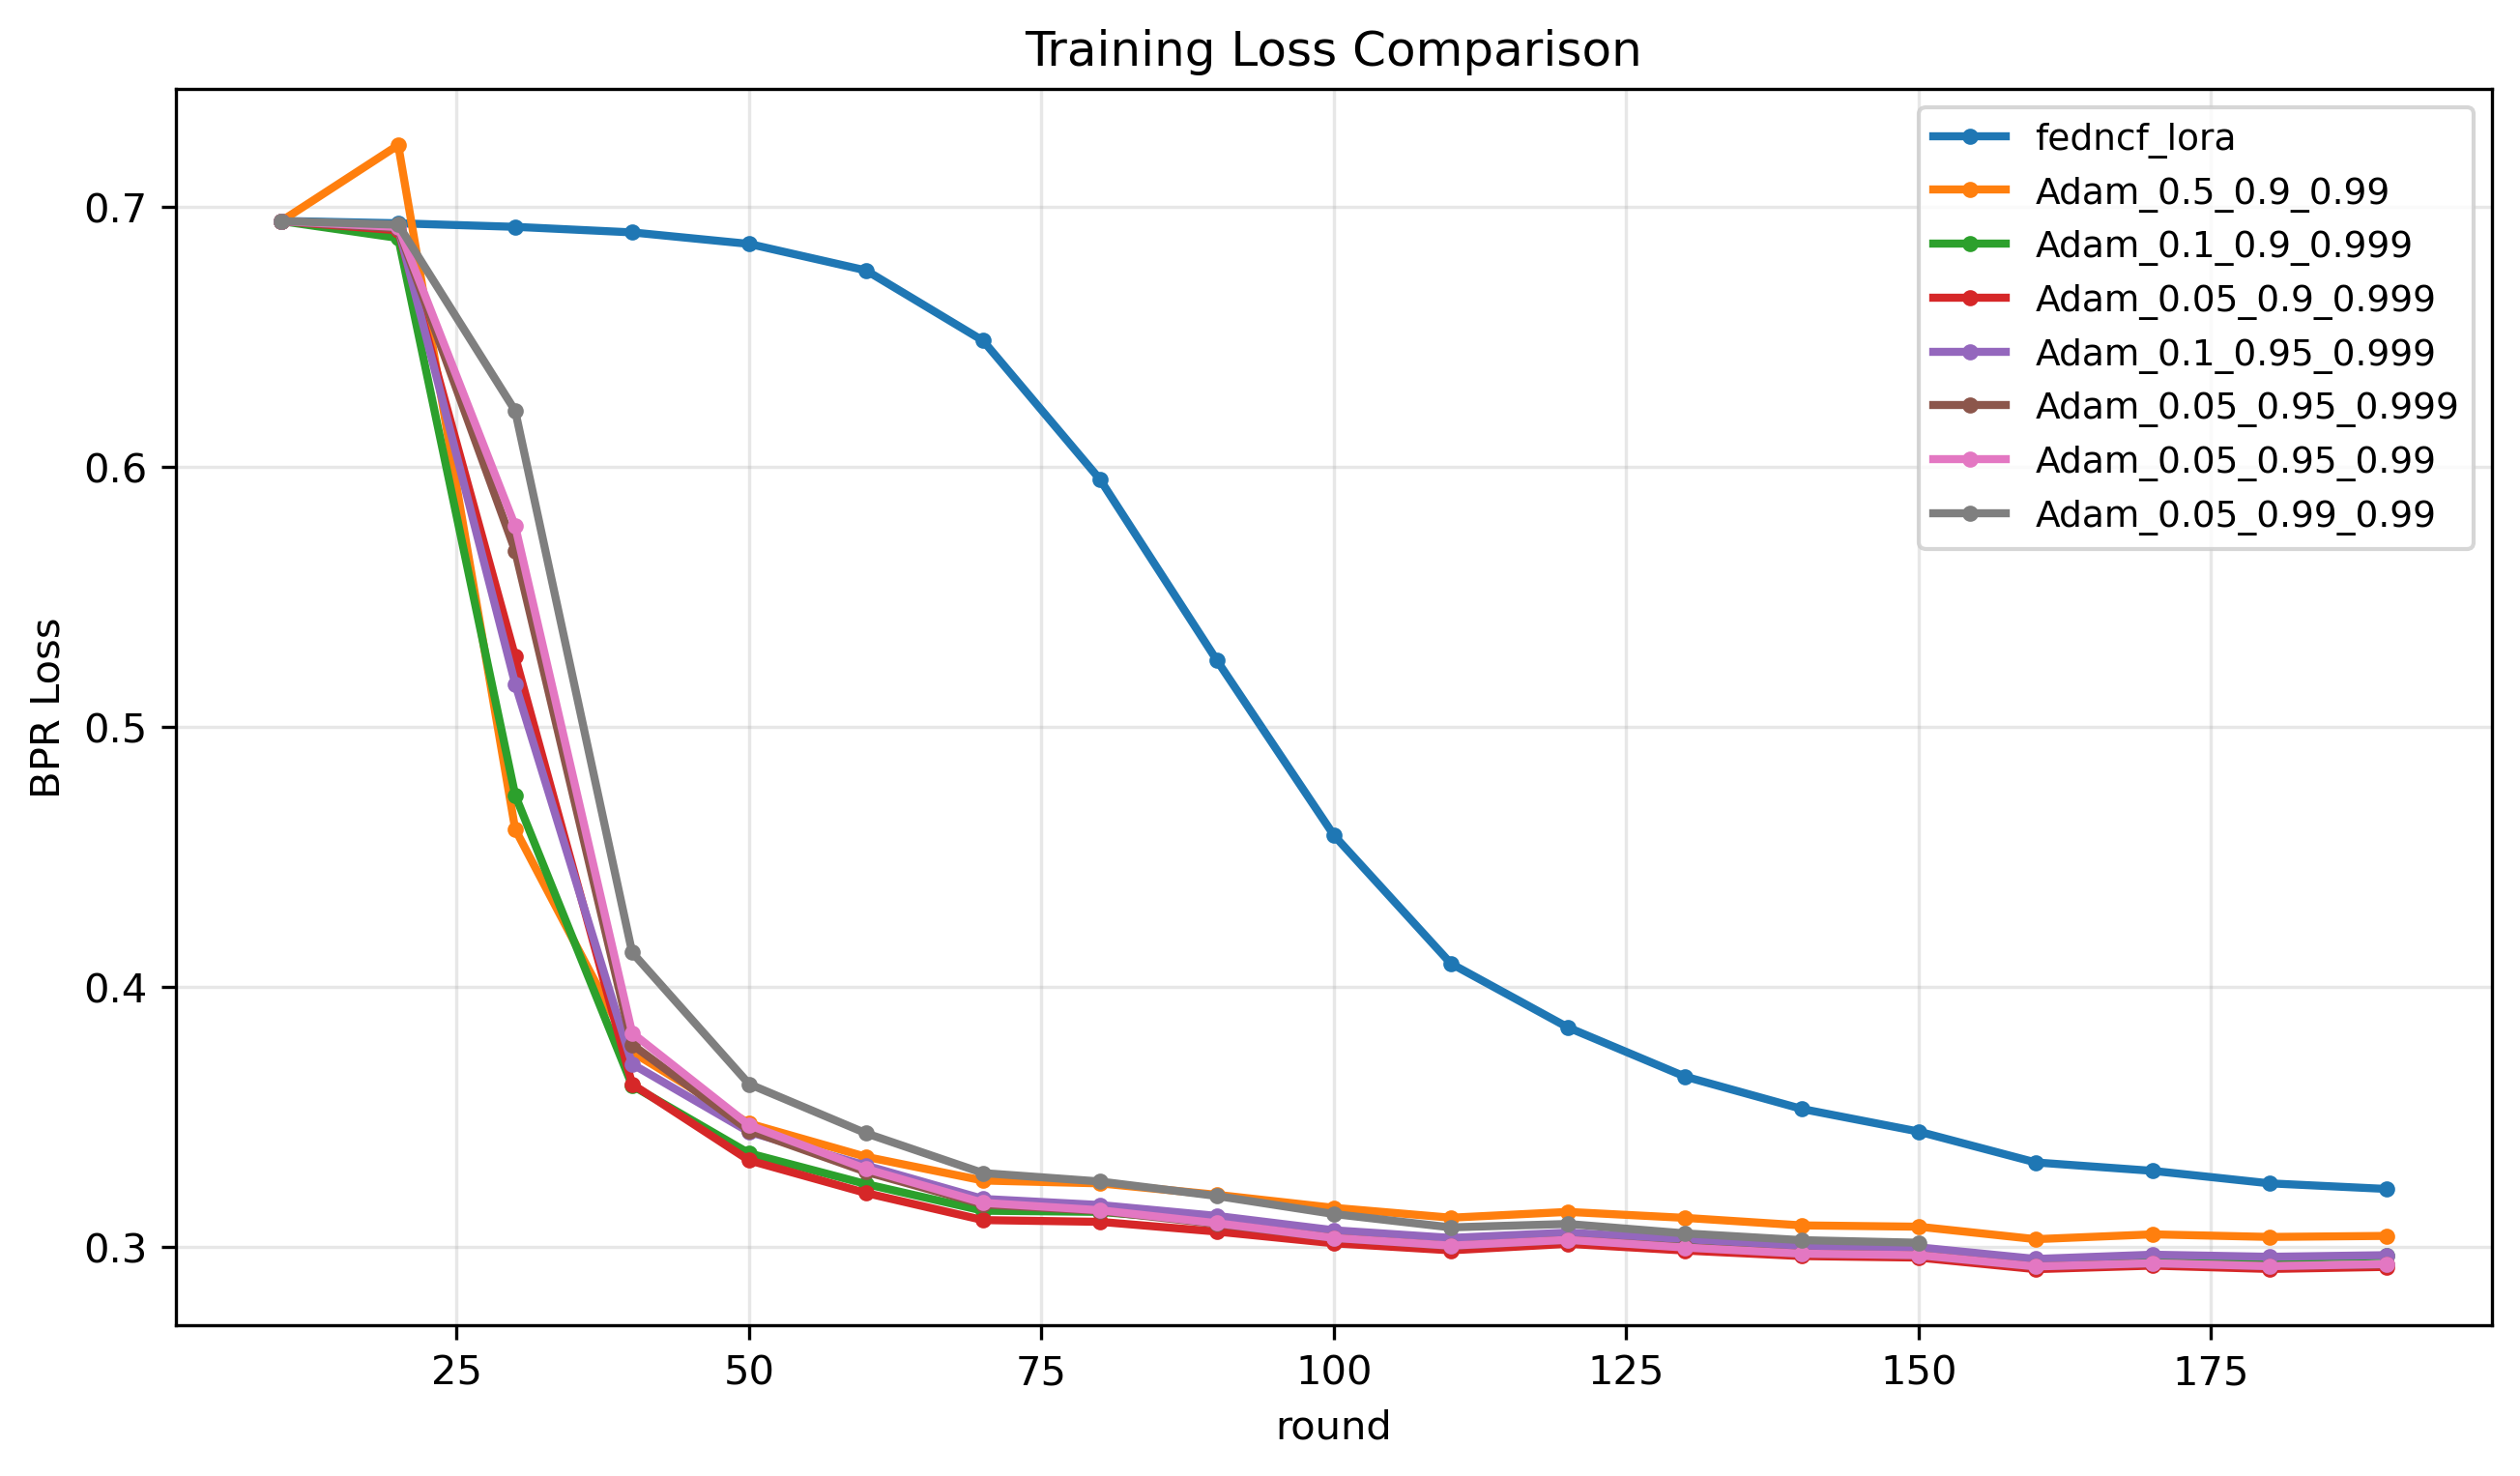 Training Loss Comparison
0.7
0.6
0.5
0.4
0.3
BPR Loss
fedncf_lora
Adam_0.5_0.9_0.99
Adam_0.1_0.9_0.999
Adam_0.05_0.9_0.999
Adam_0.1_0.95_0.999
Adam_0.05_0.95_0.999
Adam_0.05_0.95_0.99
Adam_0.05_0.99_0.99
25 50 75 100 125 150 175
round